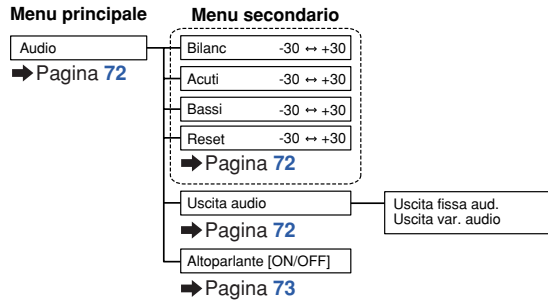 Menu principale
Menu secondario
Audio
➡ Pagina 72
Bilanc -30 ↔ +30
Acuti -30 ↔ +30
Bassi -30 ↔ +30
Reset -30 ↔ +30
➡ Pagina 72
Uscita audio
➡ Pagina 72
Uscita fissa aud.
Uscita var. audio
Altoparlante [ON/OFF]
➡ Pagina 73